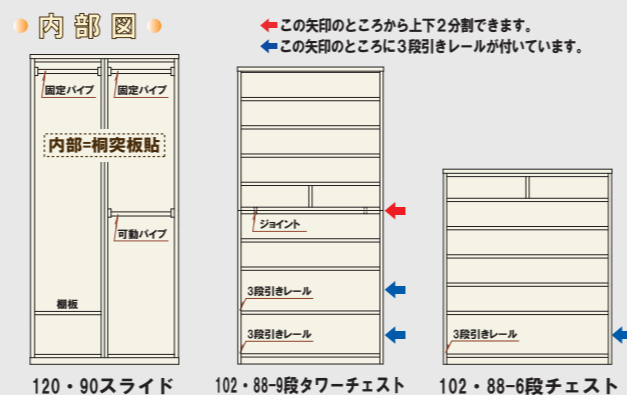 内部図
この矢印のところから上下2分割できます。
この矢印のところに3段引きレールが付いています。
固定パイプ
固定パイプ
内部=桐突板貼
可動パイプ
棚板
120・90スライド
ジョイント
3段引きレール
3段引きレール
102・88-9段タワーチェスト
3段引きレール
102・88-6段チェスト